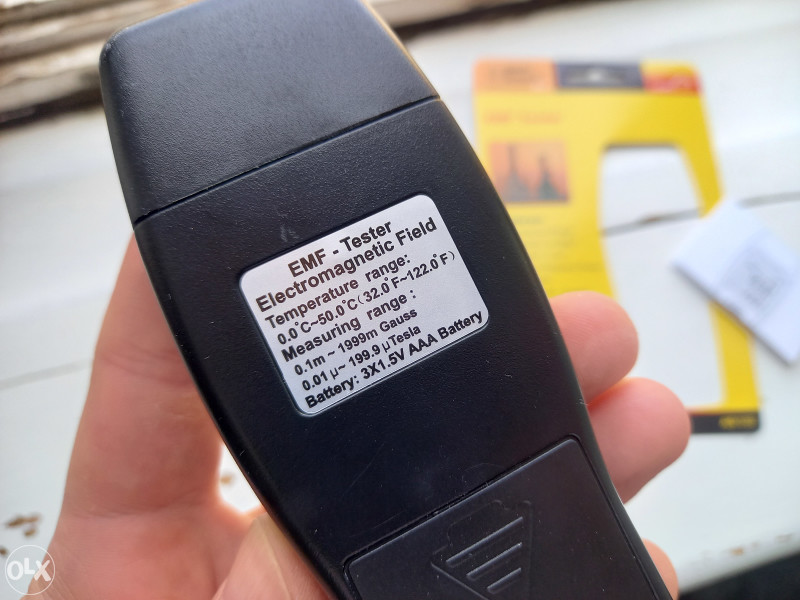 EMF - Tester
Electromagnetic Field
Temperature range:
0.0°C~50.0°C(32.0°F~122.0°F)
Measuring range :
0.1m ~ 1999m Gauss
0.01 μ~ 199.9 μTesla
Battery: 3X1.5V AAA Battery
OLX